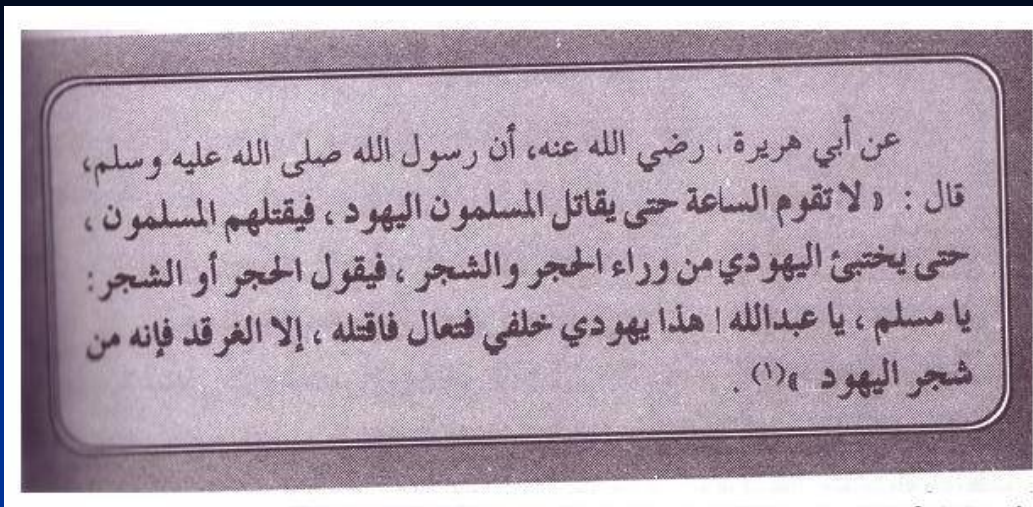 عن أبي هريرة ، رضي الله عنه، أن رسول الله صلى الله عليه وسلم،
قال : « لا تقوم الساعة حتى يقاتل المسلمون اليهود ، فيقتلهم المسلمون ،
حتى يختبئ اليهودي من وراء الحجر والشجر ، فيقول الحجر أو الشجر :
يا مسلم ، يا عبدالله ! هذا يهودي خلفي فتعال فاقتله ، إلا الغرقد فإنه من
شجر اليهود »(١) .